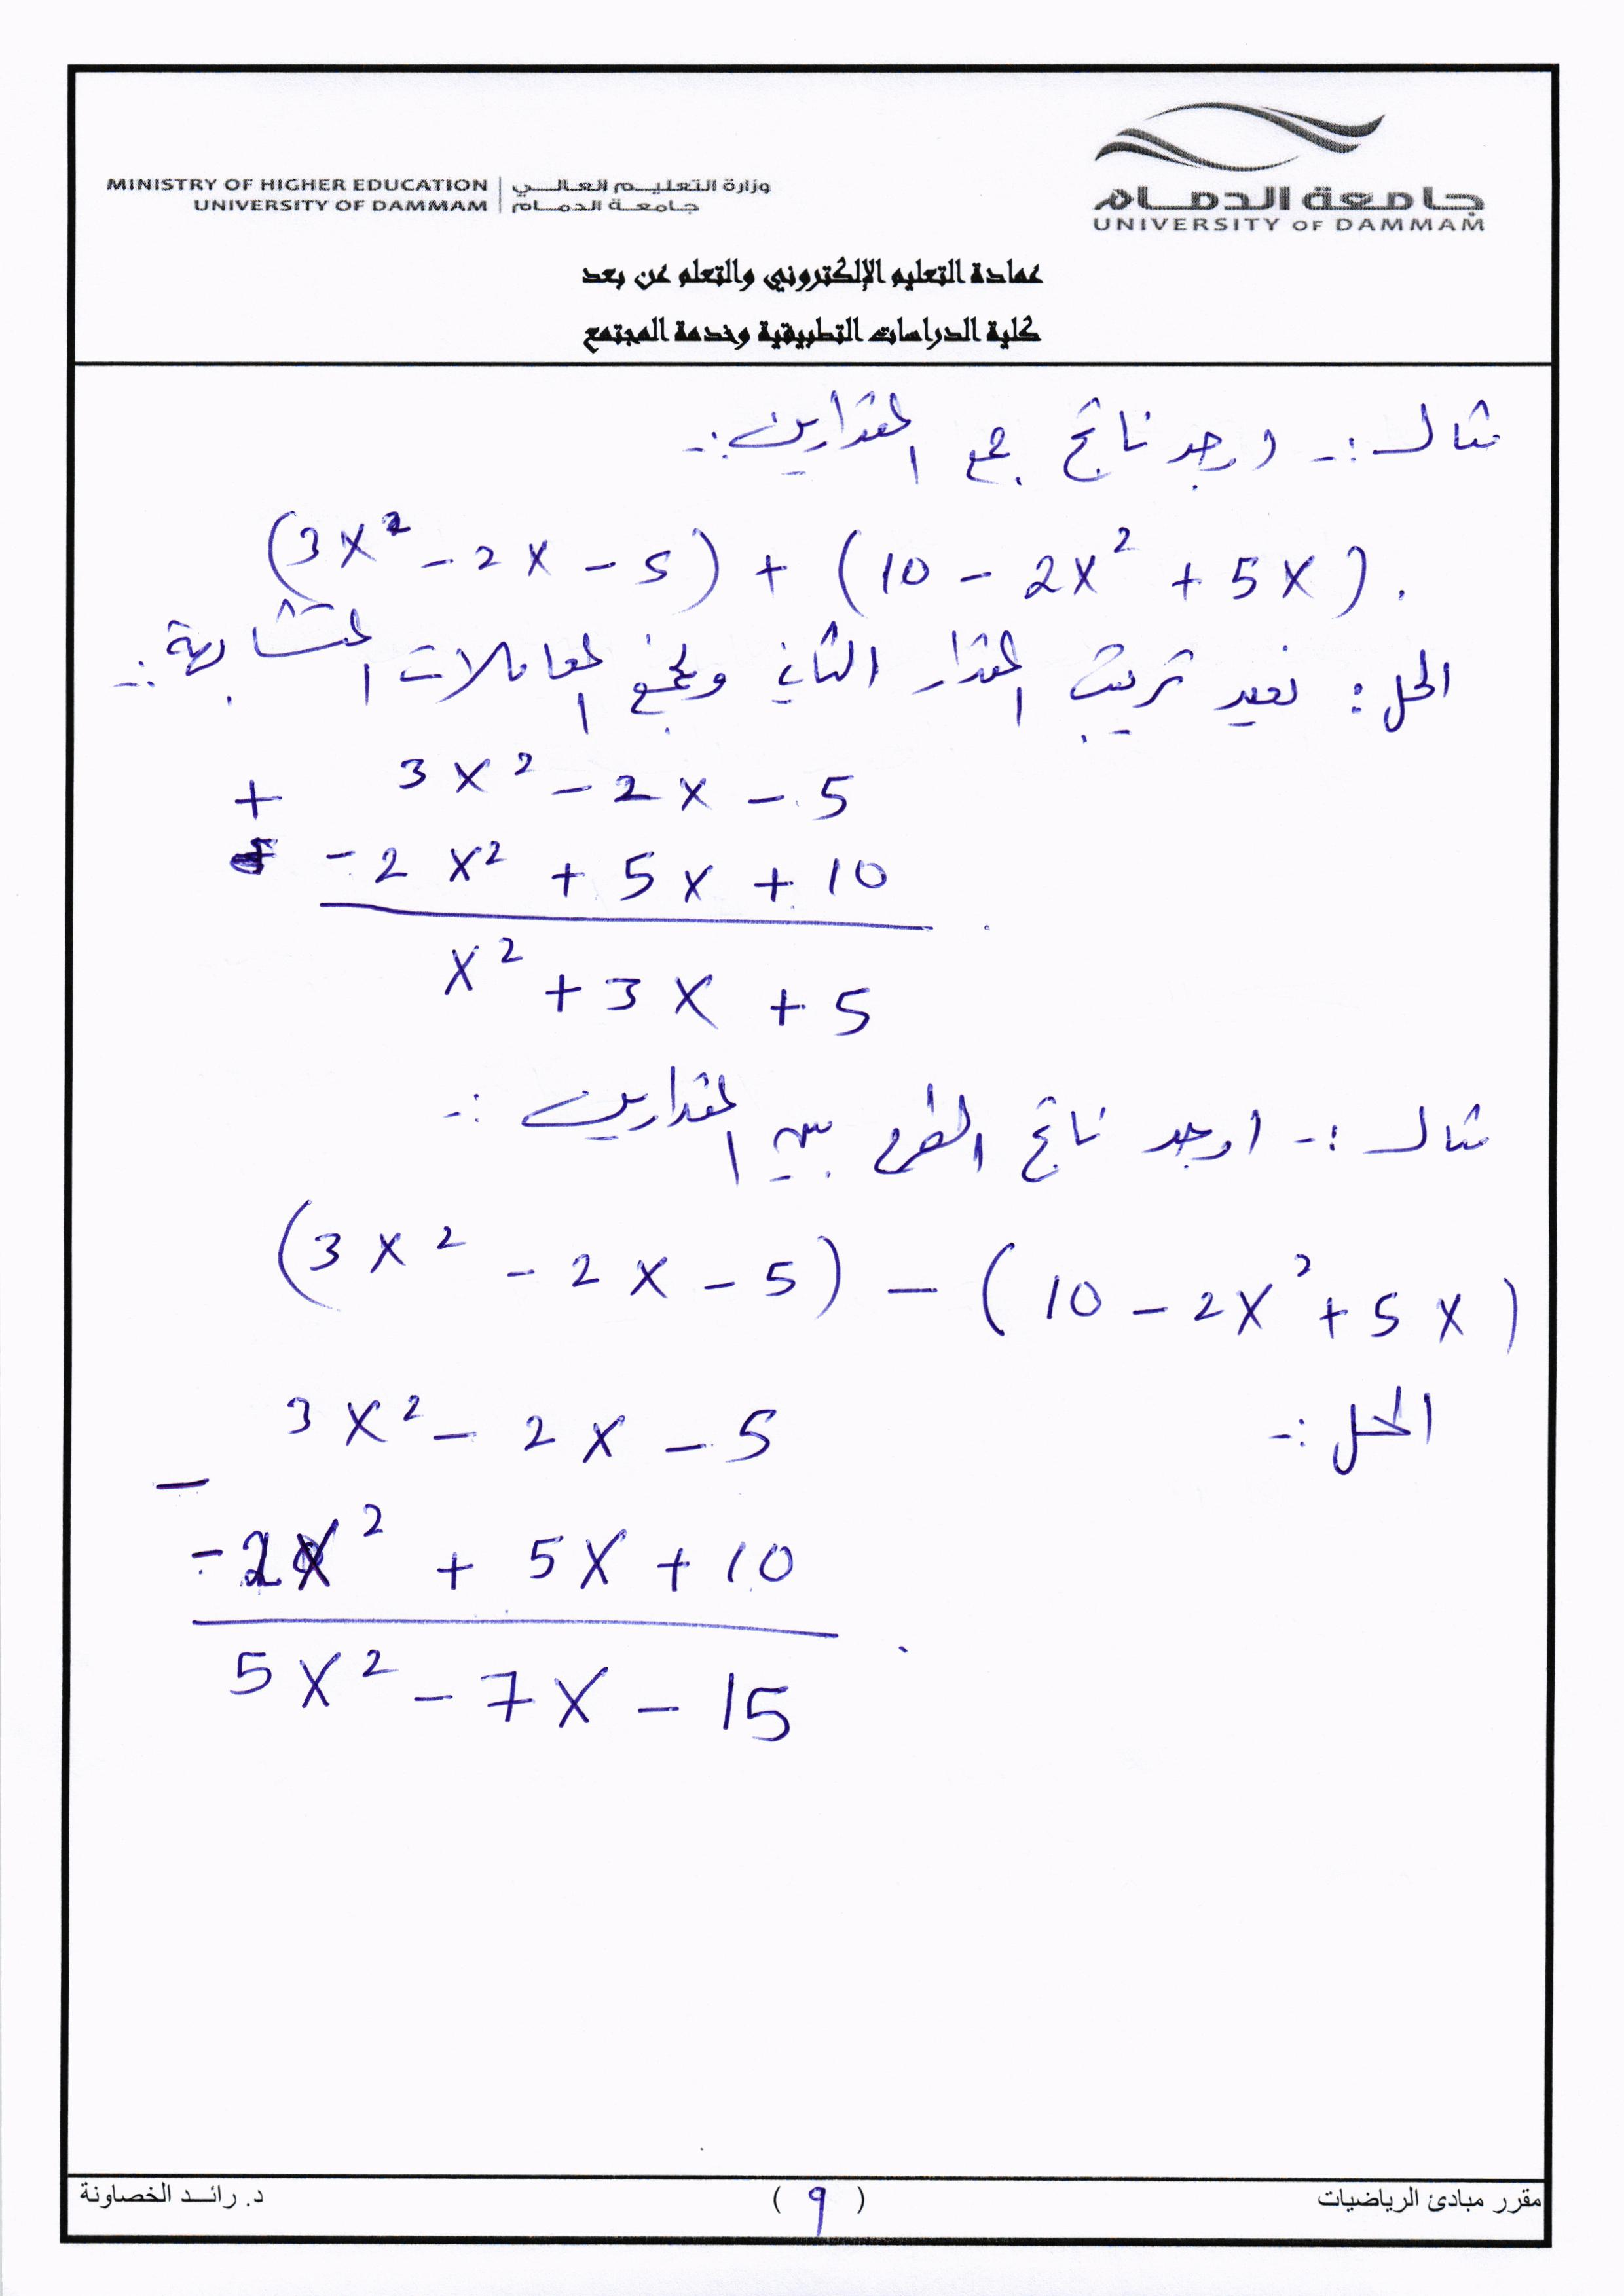 MINISTRY OF HIGHER EDUCATION | وزارة التعليم العالي
UNIVERSITY OF DAMMAM | جامعة الدمام
جامعة الدمام
UNIVERSITY OF DAMMAM
عمادة التعليم الإلكتروني والتعلم عن بعد
كلية الدراسات التطبيقية وخدمة المجتمع
مثال :- اوجد ناتج جمع المقدارين :-
(3x² - 2x - 5) + (10 - 2x² + 5x).
الحل : نعيد ترتيب المقدار الثاني ونجمع المعاملات المتشابهة :-
+ 3x² - 2x - 5
- 2x² + 5x + 10
x² + 3x + 5
مثال :- اوجد ناتج الطرح بين المقدارين :-
(3x² - 2x - 5) - (10 - 2x² + 5x)
الحل :-
3x² - 2x - 5
-
-2x² + 5x + 10
5x² - 7x - 15
مقرر مبادئ الرياضيات ( ٩ ) د. رائد الخصاونة